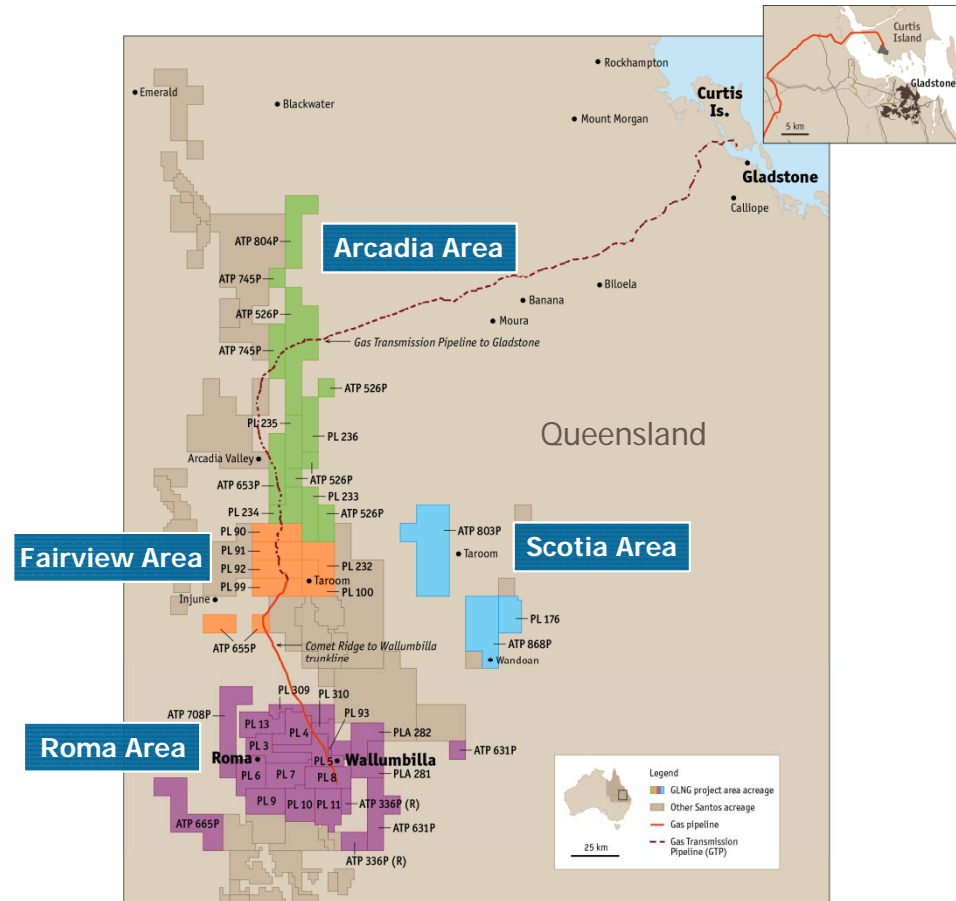 Curtis
Island
Gladstone
5 km
Rockhampton
Emerald
Blackwater
Curtis
Is.
Mount Morgan
Gladstone
Calliope
ATP 804P
Arcadia Area
ATP 745P
Biloela
Banana
ATP 526P
Moura
Gas Transmission Pipeline to Gladstone
ATP 745P
ATP 526P
PL 235
PL 236
Queensland
Arcadia Valley
ATP 526P
ATP 653P
PL 233
PL 234
ATP 526P
PL 90
ATP 803P
Fairview Area
PL 91
Scotia Area
Taroom
PL 92
PL 232
Taroom
PL 99
PL 100
Injune
PL 176
ATP 655P
Comet Ridge to Wallumbilla
trunkline
ATP 868P
Wandoan
PL 309
PL 310
ATP 708P
PL 93
PL 13
PL 4
PLA 282
Roma Area
PL 3
ATP 631P
Roma
PL 5
Wallumbilla
PL 6
PL 7
PL 8
PLA 281
PL 9
PL 10
PL 11
ATP 336P (R)
ATP 665P
ATP 631P
ATP 336P (R)
Legend
GLNG project area acreage
Other Santos acreage
Gas pipeline
Gas Transmission
Pipeline (GTP)
25 km